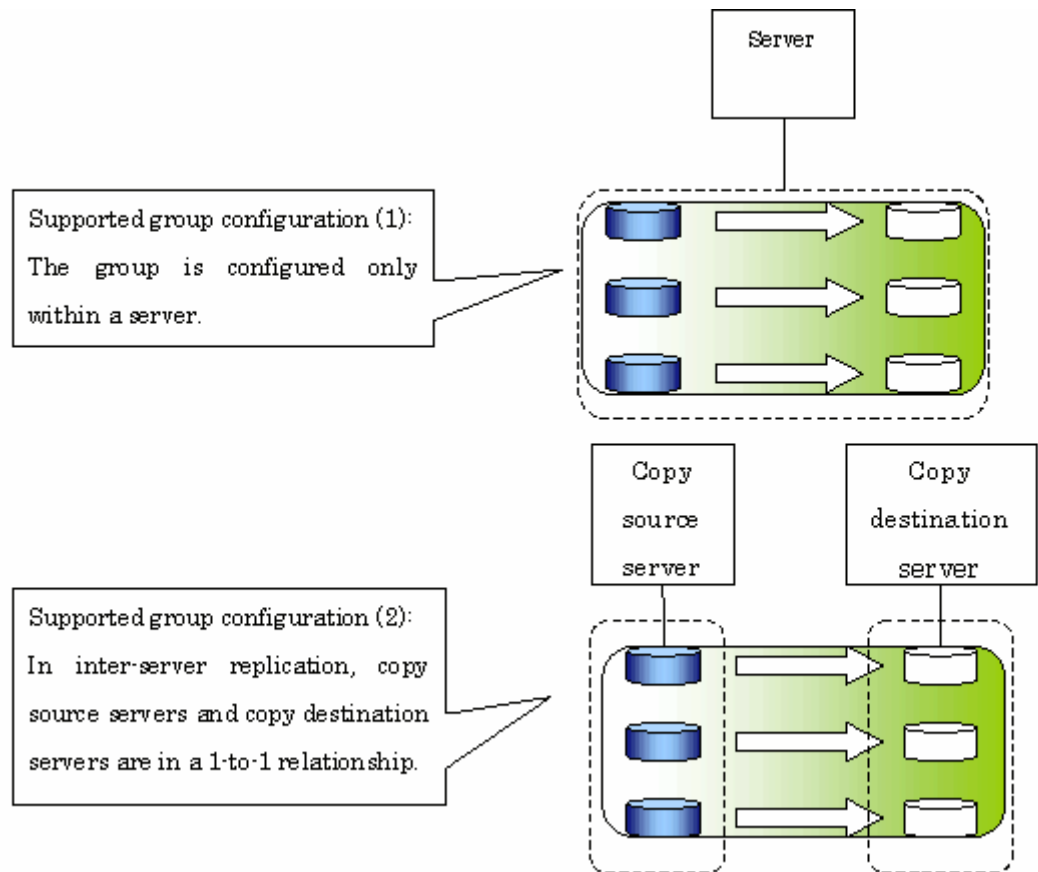 Server
Supported group configuration (1):
The group is configured only
within a server.
Copy
source
server
Copy
destination
server
Supported group configuration (2):
In inter-server replication, copy
source servers and copy destination
servers are in a 1-to-1 relationship.